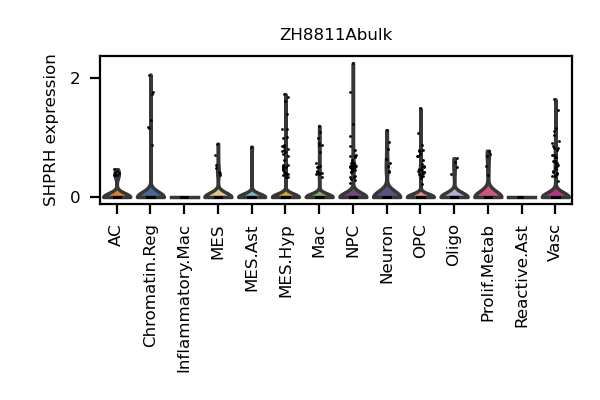 ZH8811Abulk
SHPRH expression
2
0
AC
Chromatin.Reg
Inflammatory.Mac
MES
MES.Ast
MES.Hyp
Mac
NPC
Neuron
OPC
Oligo
Prolif.Metab
Reactive.Ast
Vasc